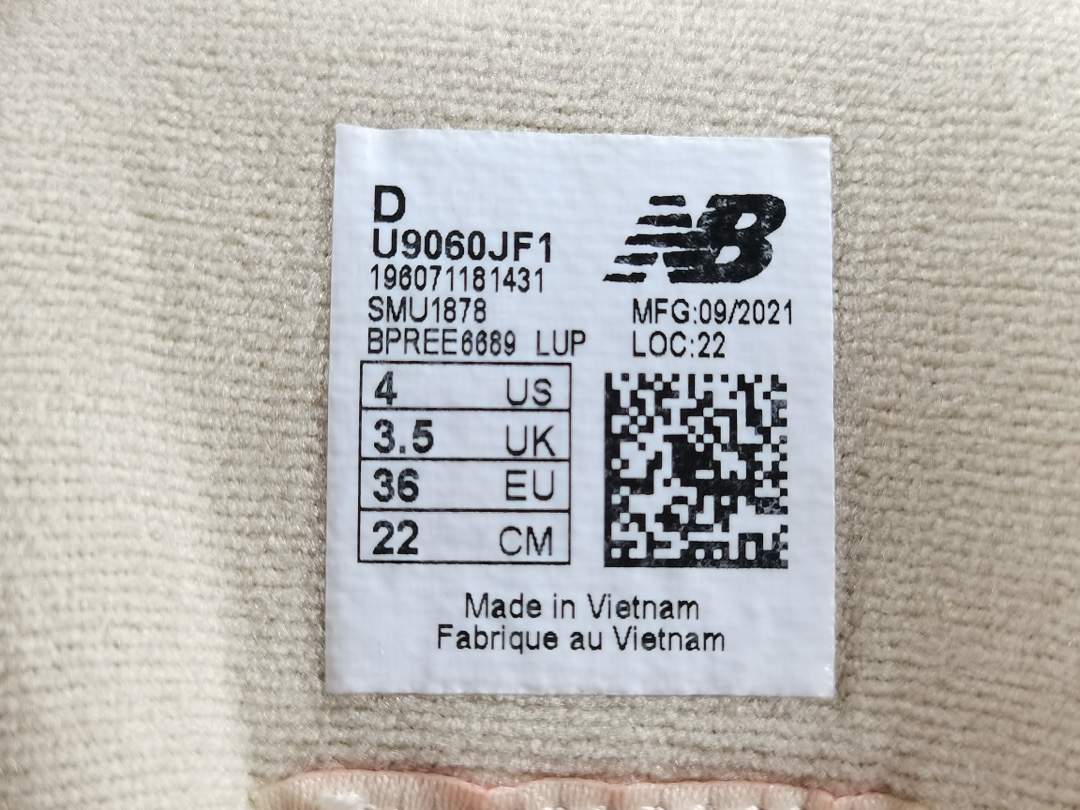 D
NB
U9060JF1
196071181431
SMU1878
MFG:09/2021
BPREE6689 LUP
LOC:22
4 US
3.5 UK
36 EU
22 CM
Made in Vietnam
Fabrique au Vietnam